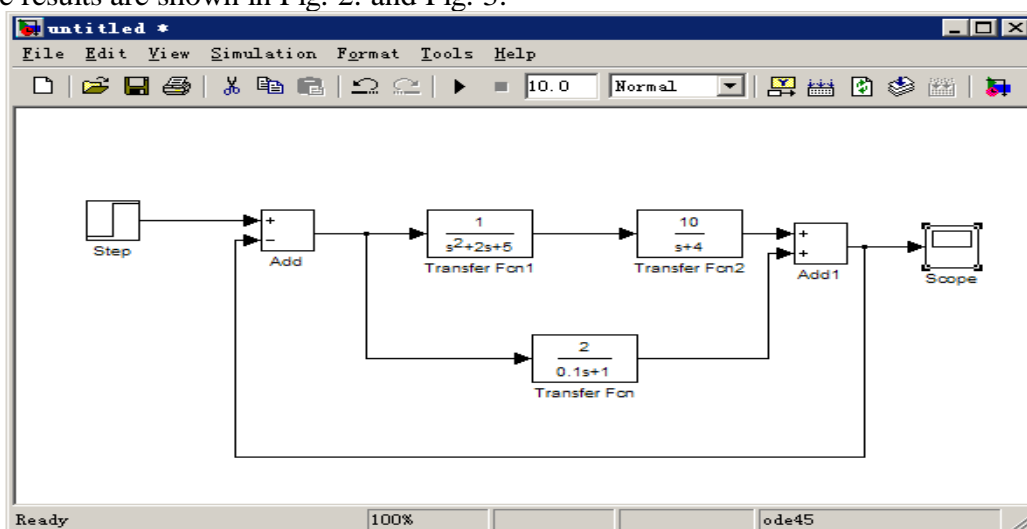 e results are shown in Fig. 2. and Fig. 3.
untitled *
File Edit View Simulation Format Tools Help
10.0 Normal
Step
+
−
Add
1
s2+2s+5
Transfer Fcn1
10
s+4
Transfer Fcn2
+
+
Add1
Scope
2
0.1s+1
Transfer Fcn
Ready 100% ode45